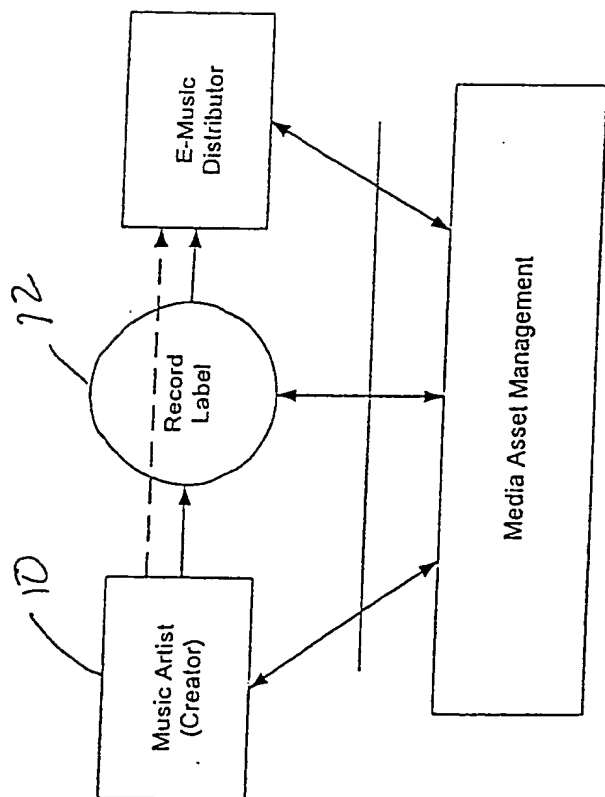 10
12
Music Artist
(Creator)
Record
Label
E-Music
Distributor
Media Asset Management